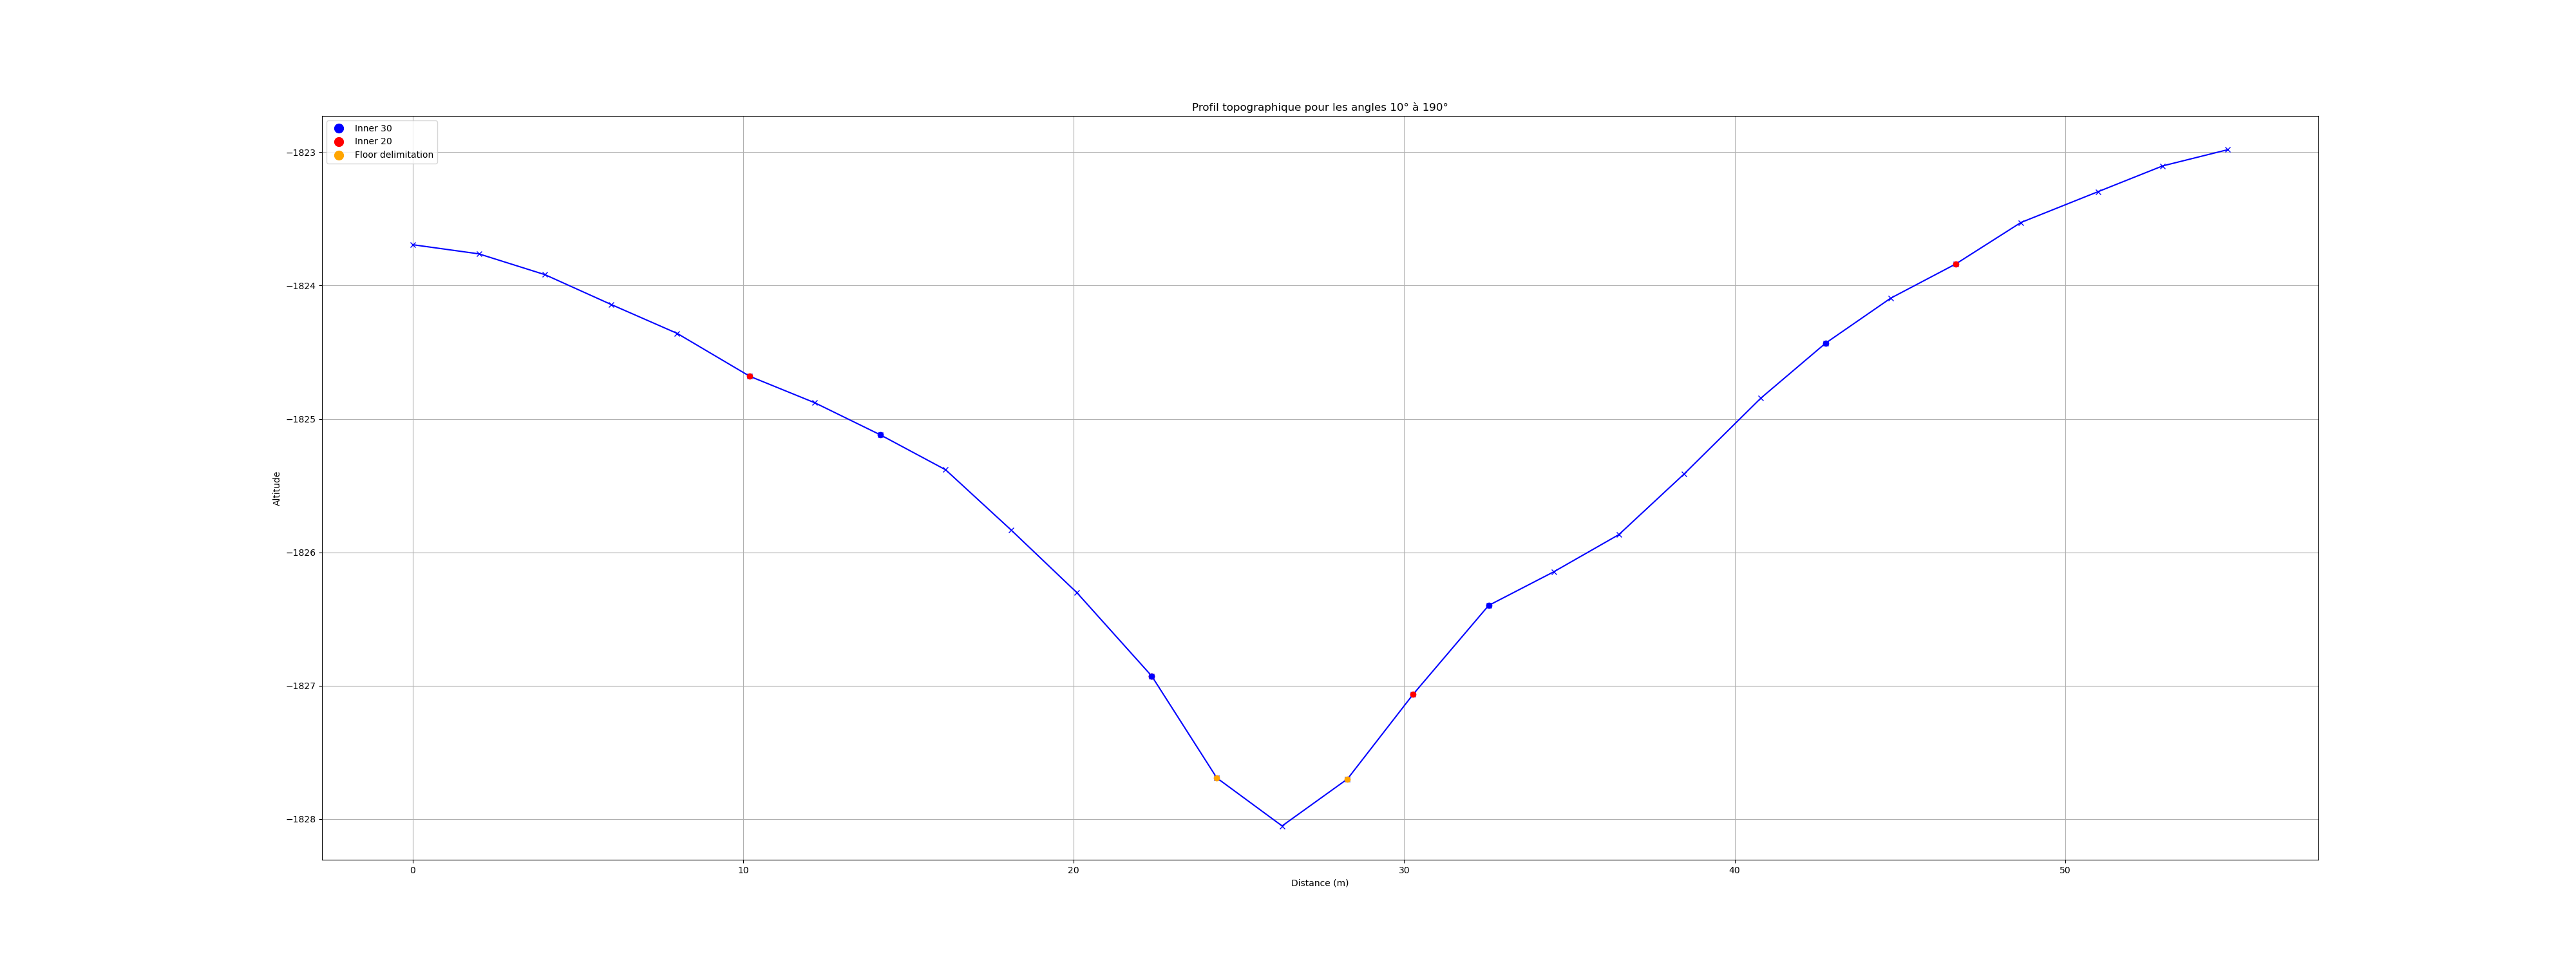 Profil topographique pour les angles 10° à 190°
Inner 30
Inner 20
Floor delimitation
−1823
−1824
−1825
−1826
−1827
−1828
Altitude
0 10 20 30 40 50
Distance (m)